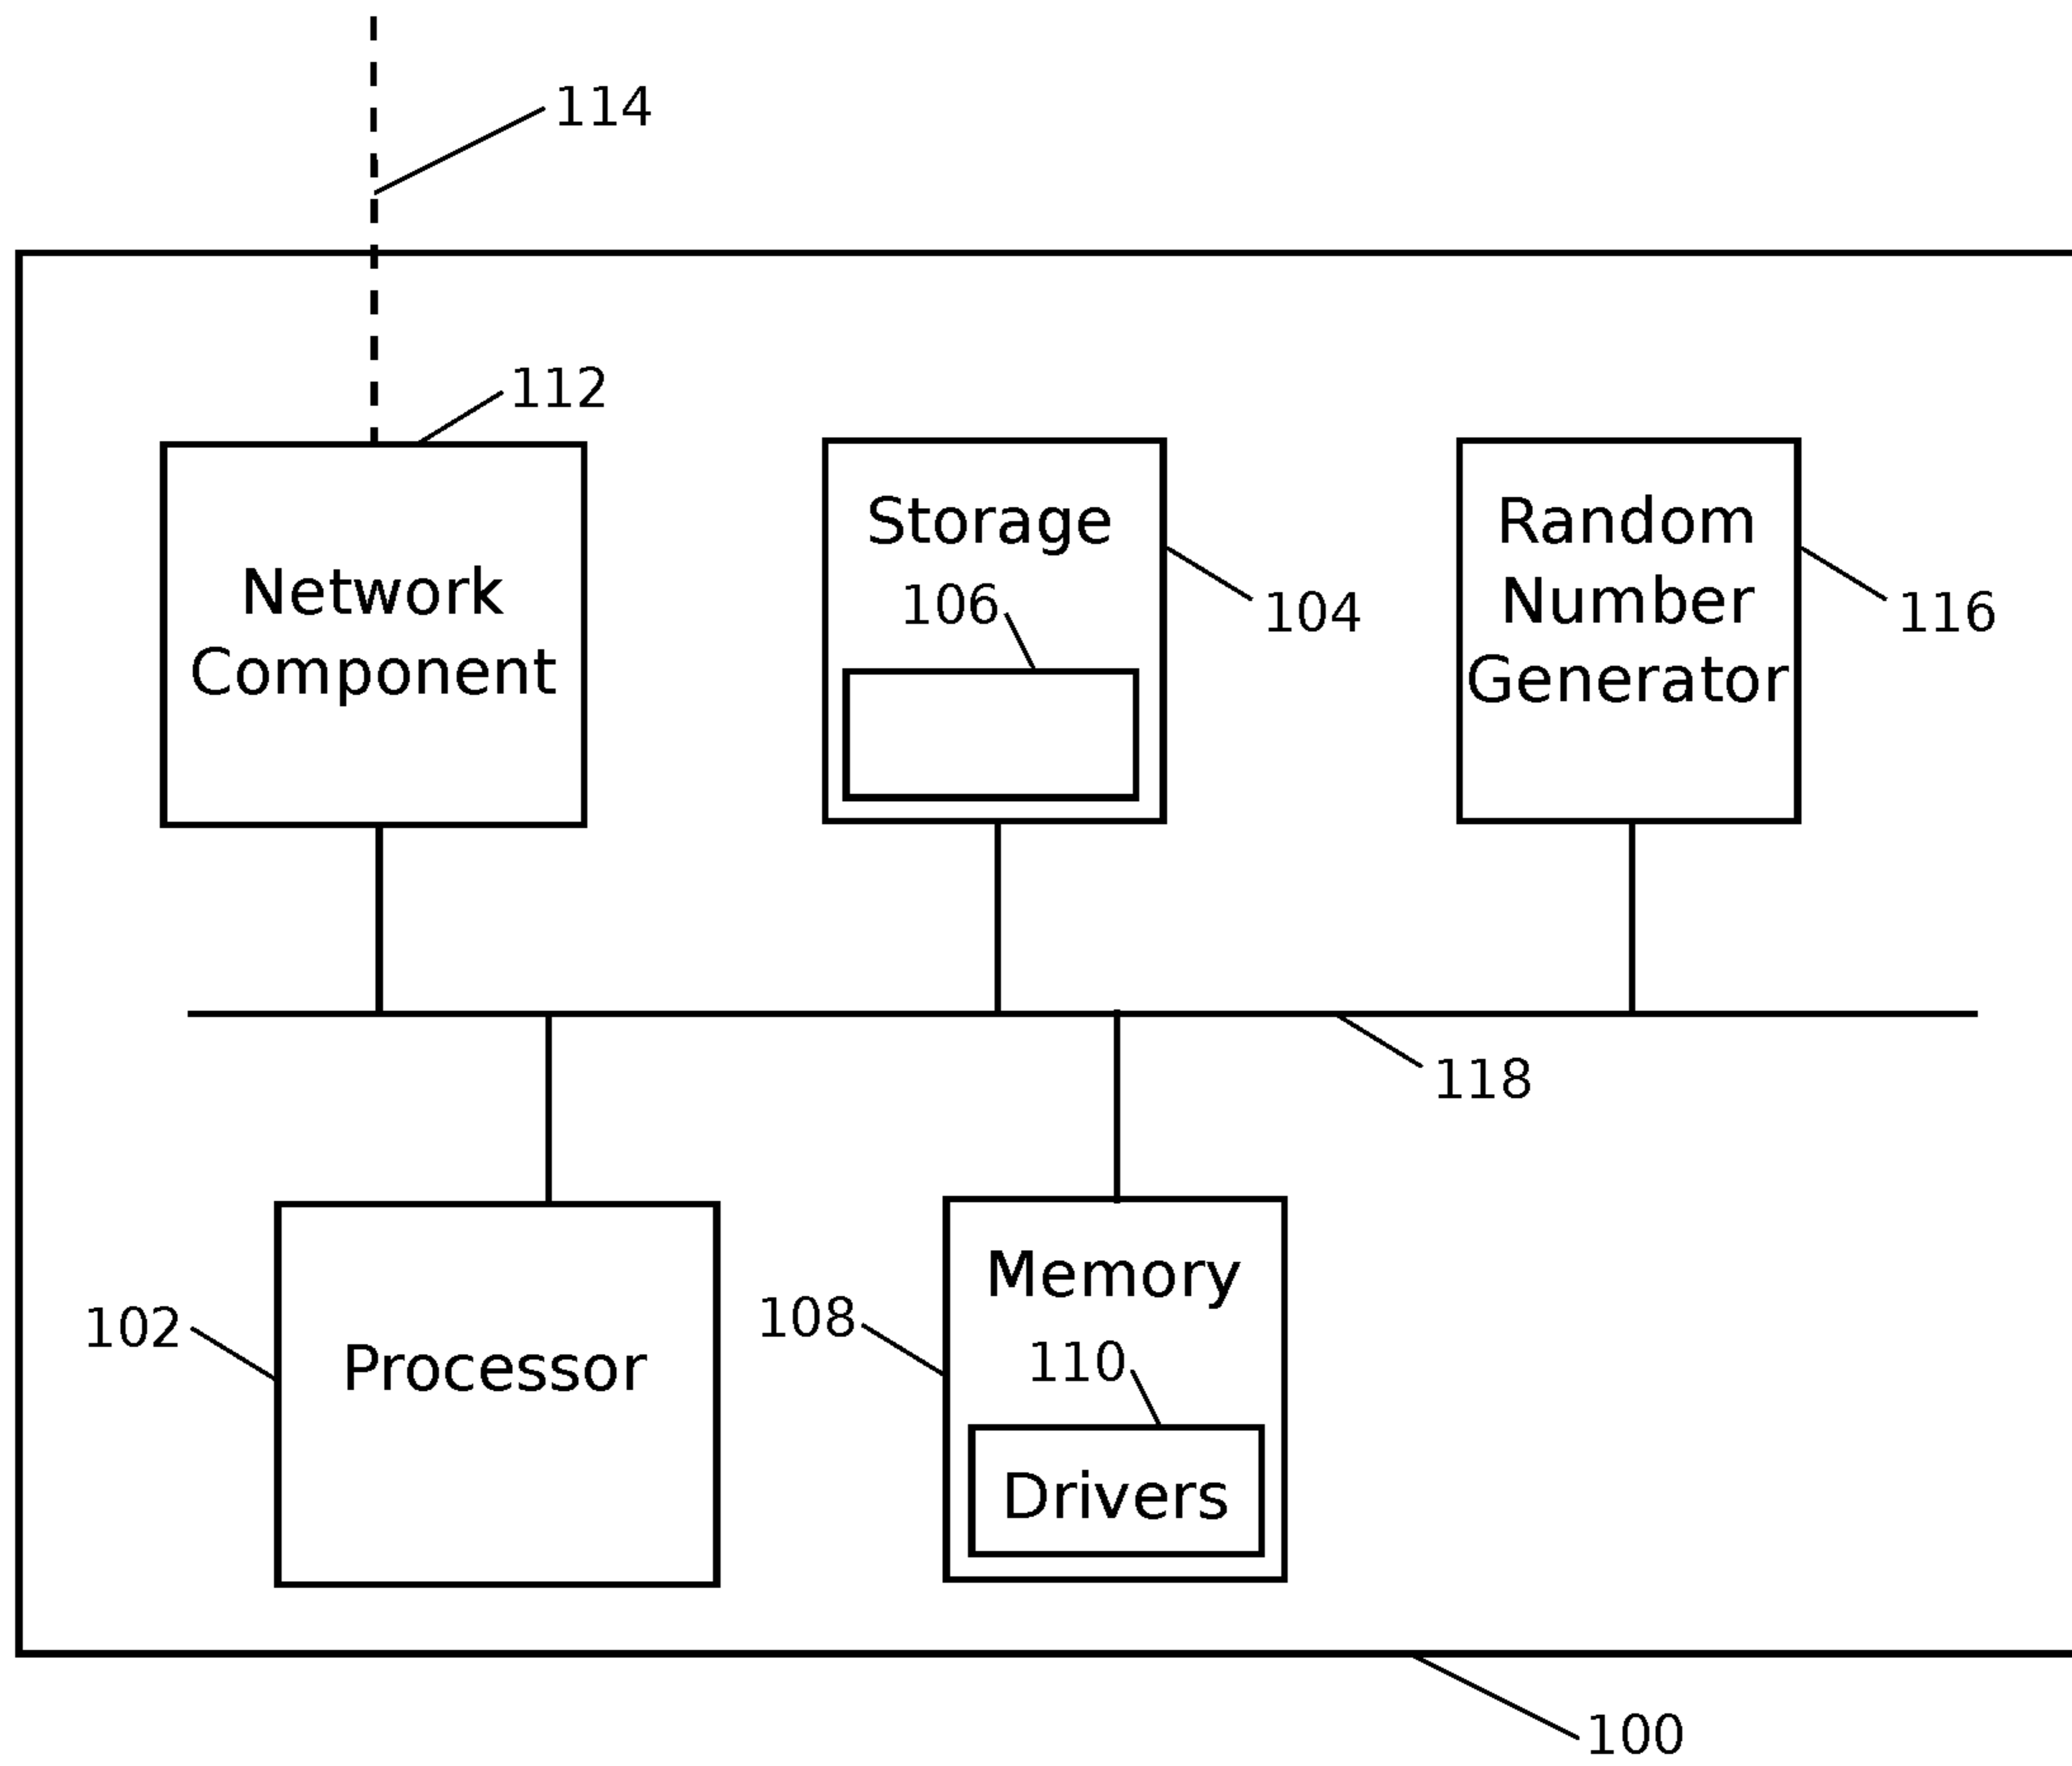 114
112
Network
Component
Storage
106
104
Random
Number
Generator
116
118
102
Processor
108
Memory
110
Drivers
100